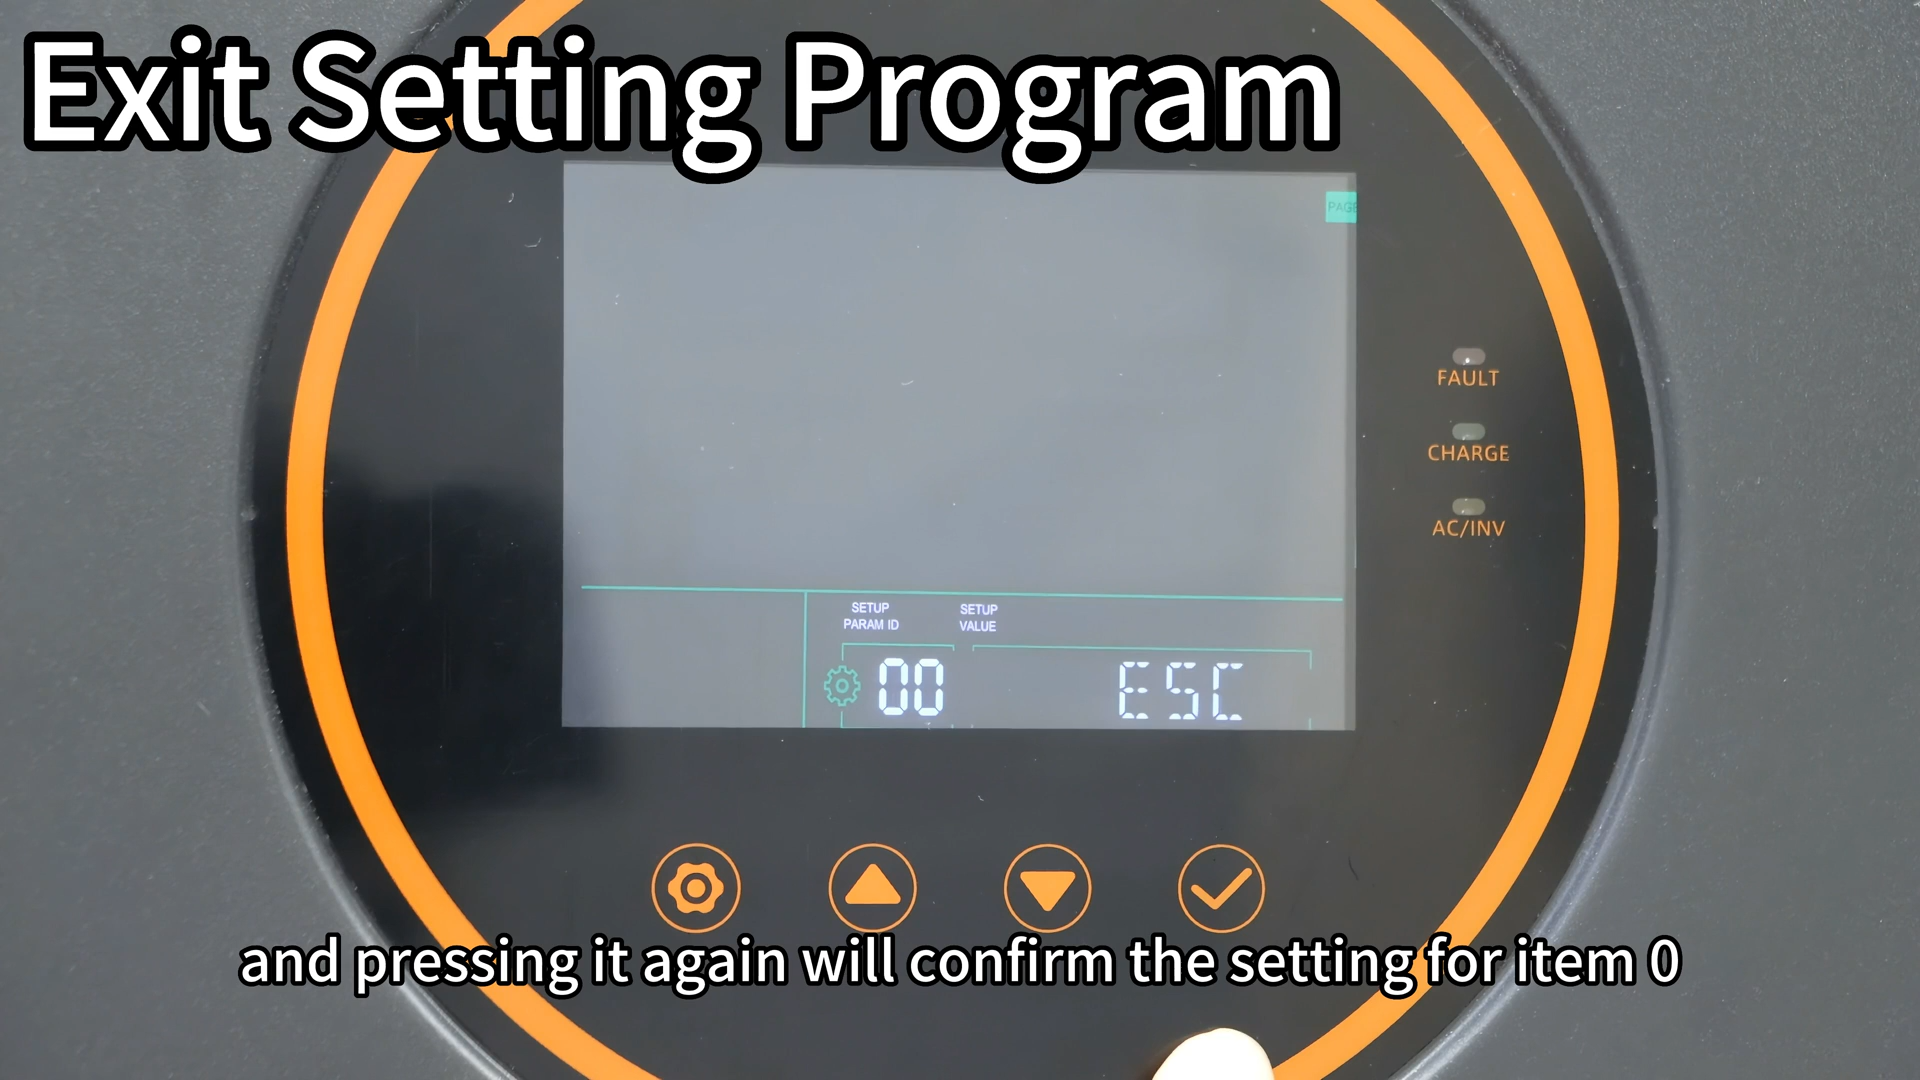 Exit Setting Program
PAGE
FAULT
CHARGE
AC/INV
SETUP PARAM ID
SETUP VALUE
00
ESC
and pressing it again will confirm the setting for item 0